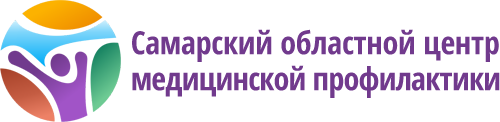 Самарский областной центр
медицинской профилактики